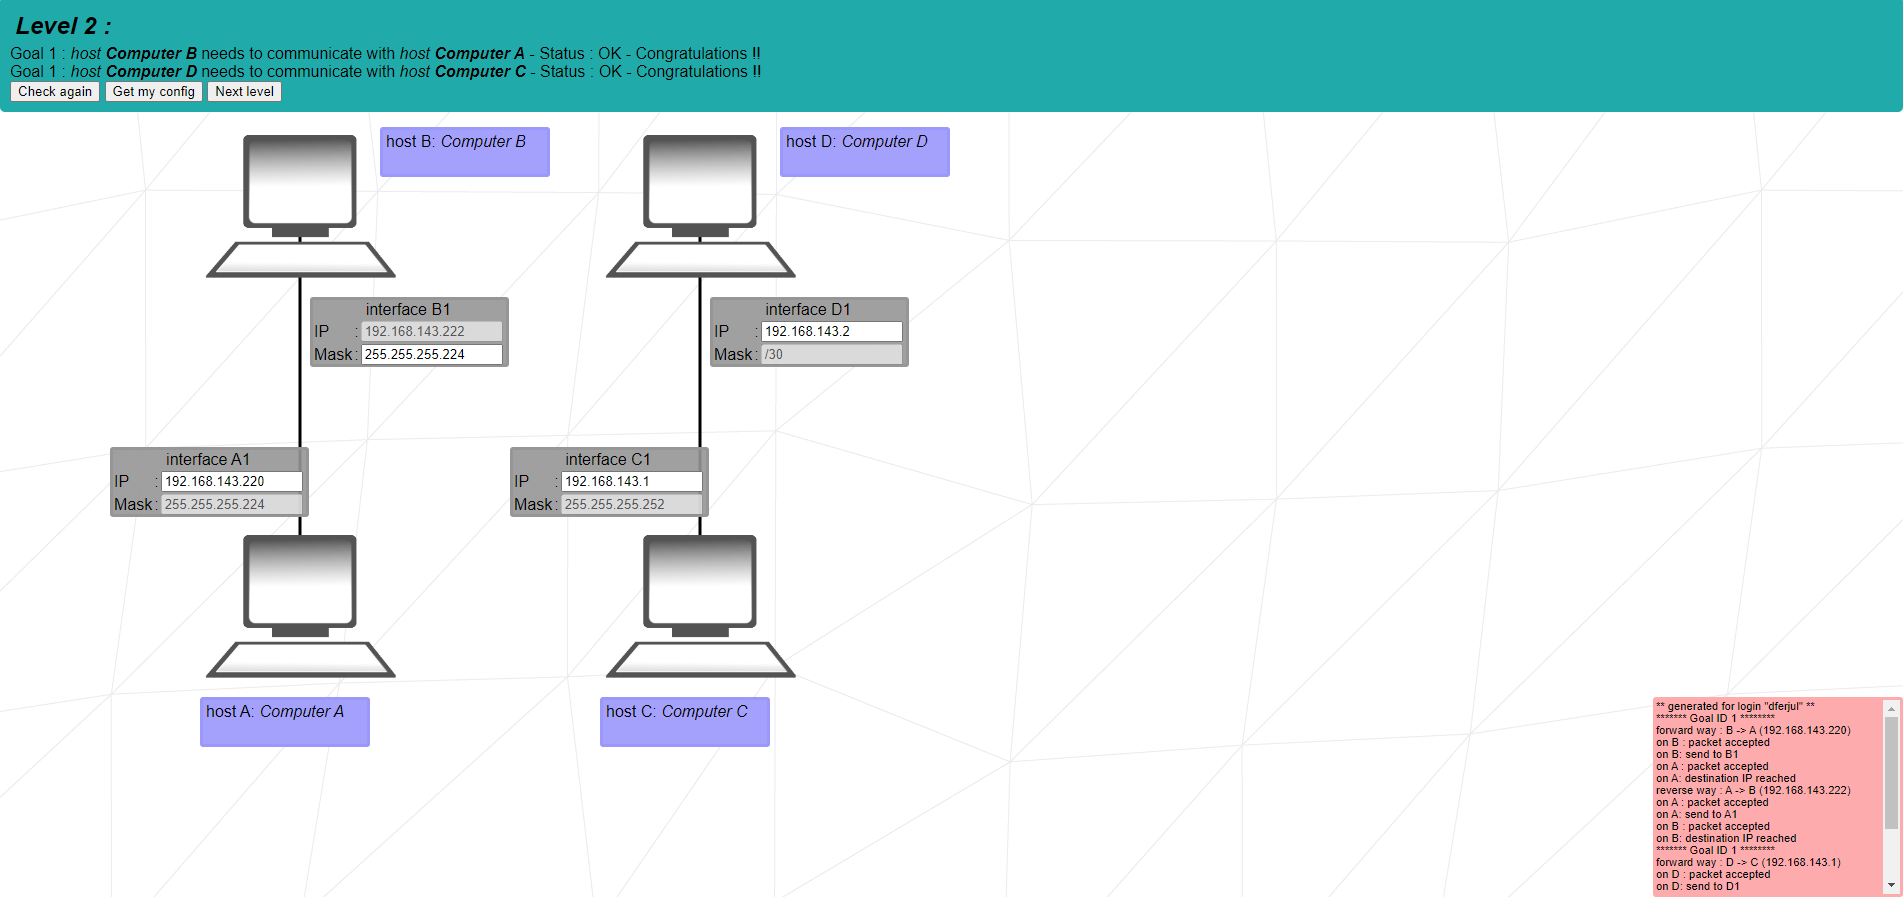 Level 2 :
Goal 1 : host Computer B needs to communicate with host Computer A - Status : OK - Congratulations !!
Goal 1 : host Computer D needs to communicate with host Computer C - Status : OK - Congratulations !!
Check again Get my config Next level
host B: Computer B
host D: Computer D
interface B1
IP : 192.168.143.222
Mask : 255.255.255.224
interface D1
IP : 192.168.143.2
Mask : /30
interface A1
IP : 192.168.143.220
Mask : 255.255.255.224
interface C1
IP : 192.168.143.1
Mask : 255.255.255.252
host A: Computer A
host C: Computer C
** generated for login "dferjul" **
******* Goal ID 1 ********
forward way : B -> A (192.168.143.220)
on B : packet accepted
on B: send to B1
on A : packet accepted
on A: destination IP reached
reverse way : A -> B (192.168.143.222)
on A : packet accepted
on A: send to A1
on B : packet accepted
on B: destination IP reached
******* Goal ID 1 ********
forward way : D -> C (192.168.143.1)
on D : packet accepted
on D: send to D1